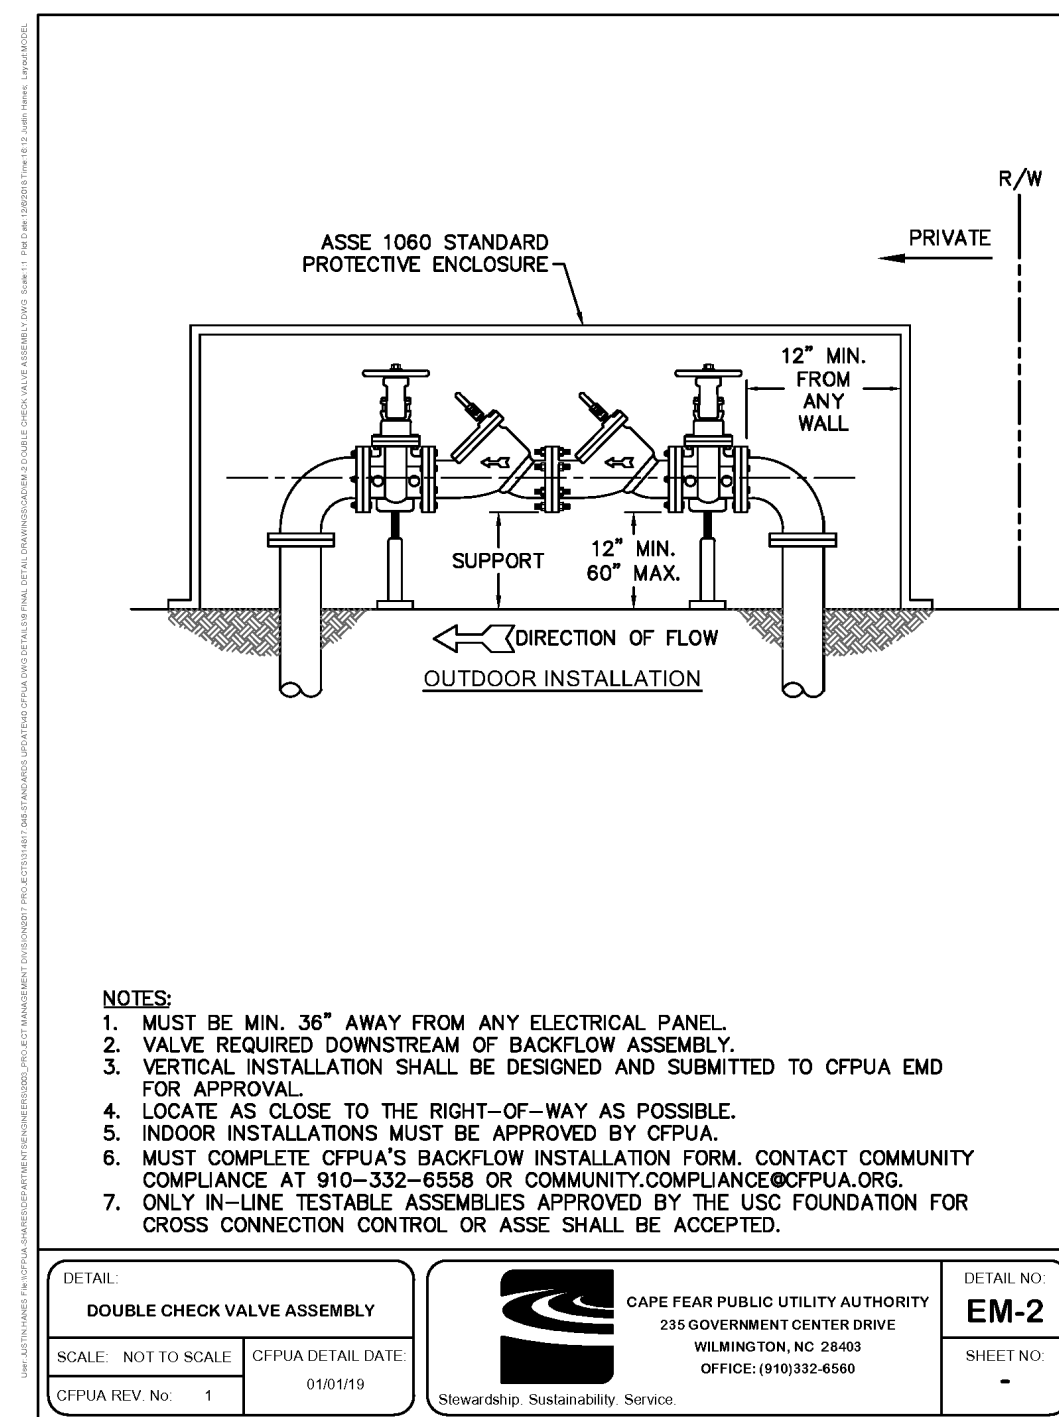 R/W
PRIVATE
ASSE 1060 STANDARD
PROTECTIVE ENCLOSURE
12" MIN.
FROM
ANY
WALL
SUPPORT
12" MIN.
60" MAX.
DIRECTION OF FLOW
OUTDOOR INSTALLATION
NOTES:
1. MUST BE MIN. 36" AWAY FROM ANY ELECTRICAL PANEL.
2. VALVE REQUIRED DOWNSTREAM OF BACKFLOW ASSEMBLY.
3. VERTICAL INSTALLATION SHALL BE DESIGNED AND SUBMITTED TO CFPUA EMD
FOR APPROVAL.
4. LOCATE AS CLOSE TO THE RIGHT-OF-WAY AS POSSIBLE.
5. INDOOR INSTALLATIONS MUST BE APPROVED BY CFPUA.
6. MUST COMPLETE CFPUA'S BACKFLOW INSTALLATION FORM. CONTACT COMMUNITY
COMPLIANCE AT 910-332-6558 OR COMMUNITY.COMPLIANCE@CFPUA.ORG.
7. ONLY IN-LINE TESTABLE ASSEMBLIES APPROVED BY THE USC FOUNDATION FOR
CROSS CONNECTION CONTROL OR ASSE SHALL BE ACCEPTED.
DETAIL:
DOUBLE CHECK VALVE ASSEMBLY
SCALE: NOT TO SCALE
CFPUA REV. No: 1
CFPUA DETAIL DATE:
01/01/19
Stewardship. Sustainability. Service.
CAPE FEAR PUBLIC UTILITY AUTHORITY
235 GOVERNMENT CENTER DRIVE
WILMINGTON, NC 28403
OFFICE: (910)332-6560
DETAIL NO:
EM-2
SHEET NO:
-